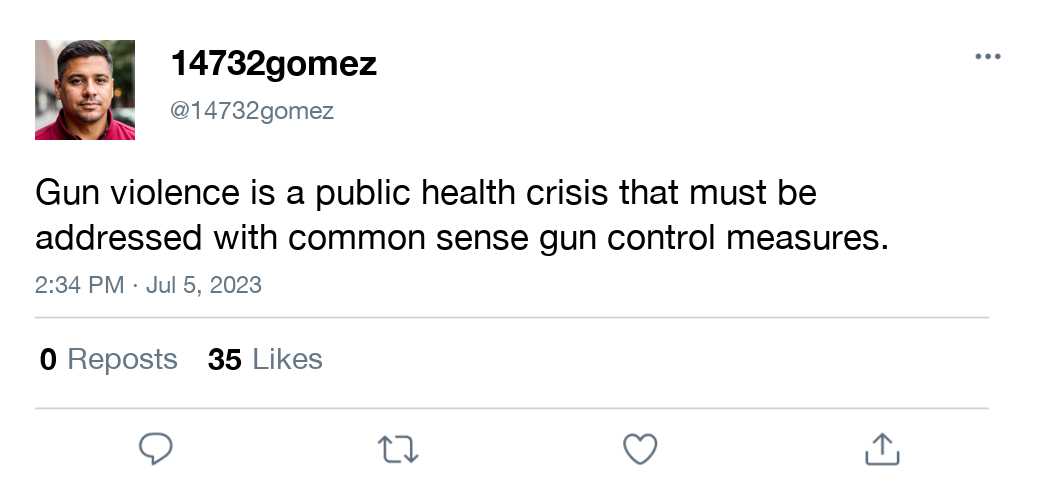 14732gomez
@14732gomez
Gun violence is a public health crisis that must be
addressed with common sense gun control measures.
2:34 PM · Jul 5, 2023
0 Reposts 35 Likes